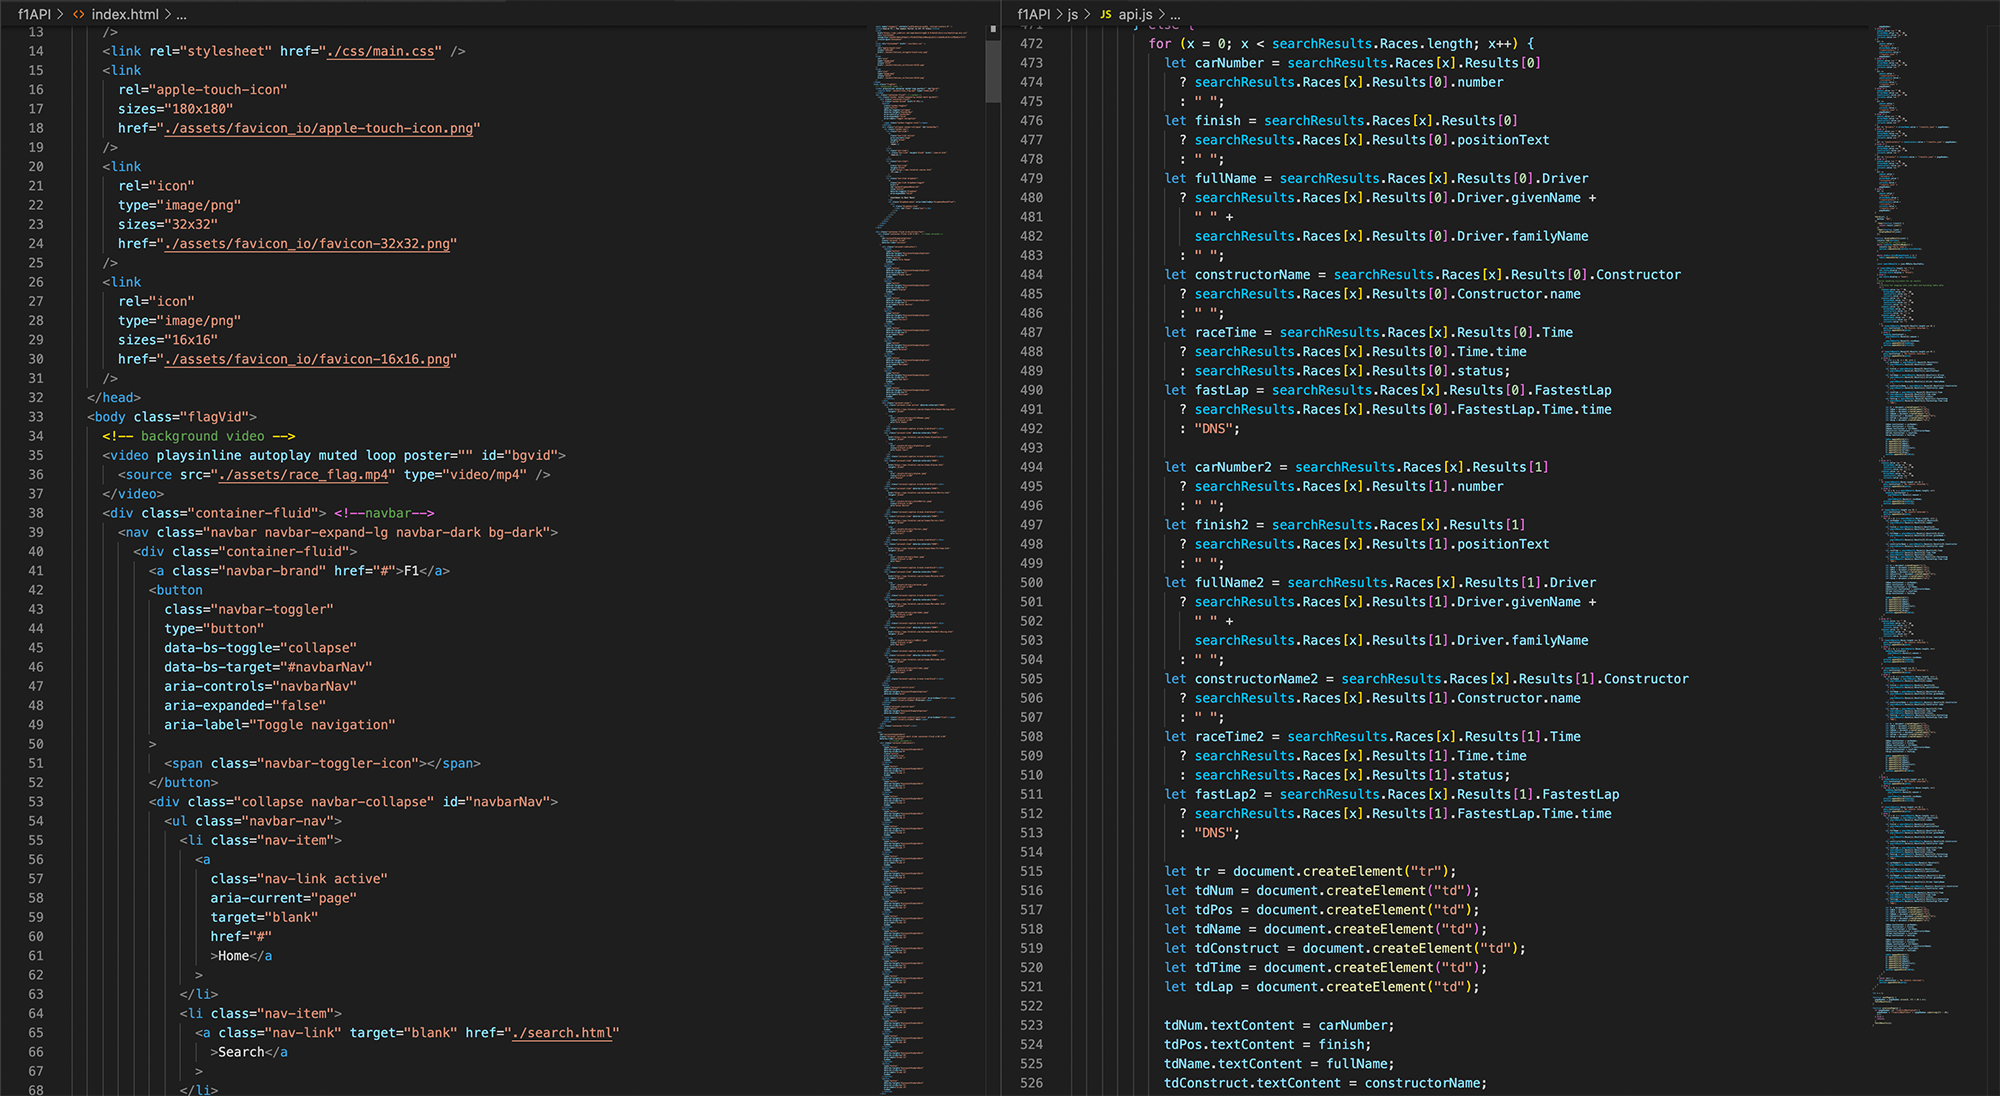 f1API > <> index.html > ...
13 />
14 <link rel="stylesheet" href="./css/main.css" />
15 <link
16 rel="apple-touch-icon"
17 sizes="180x180"
18 href="./assets/favicon_io/apple-touch-icon.png"
19 />
20 <link
21 rel="icon"
22 type="image/png"
23 sizes="32x32"
24 href="./assets/favicon_io/favicon-32x32.png"
25 />
26 <link
27 rel="icon"
28 type="image/png"
29 sizes="16x16"
30 href="./assets/favicon_io/favicon-16x16.png"
31 />
32 </head>
33 <body class="flagVid">
34 <!-- background video -->
35 <video playsinline autoplay muted loop poster="" id="bgvid">
36 <source src="./assets/race_flag.mp4" type="video/mp4" />
37 </video>
38 <div class="container-fluid"> <!--navbar-->
39 <nav class="navbar navbar-expand-lg navbar-dark bg-dark">
40 <div class="container-fluid">
41 <a class="navbar-brand" href="#">F1</a>
42 <button
43 class="navbar-toggler"
44 type="button"
45 data-bs-toggle="collapse"
46 data-bs-target="#navbarNav"
47 aria-controls="navbarNav"
48 aria-expanded="false"
49 aria-label="Toggle navigation"
50 >
51 <span class="navbar-toggler-icon"></span>
52 </button>
53 <div class="collapse navbar-collapse" id="navbarNav">
54 <ul class="navbar-nav">
55 <li class="nav-item">
56 <a
57 class="nav-link active"
58 aria-current="page"
59 target="blank"
60 href="#"
61 >Home</a
62 >
63 </li>
64 <li class="nav-item">
65 <a class="nav-link" target="blank" href="./search.html"
66 >Search</a
67 >
68 </li>
f1API > js > JS api.js > ...
471 } else {
472 for (x = 0; x < searchResults.Races.length; x++) {
473 let carNumber = searchResults.Races[x].Results[0]
474 ? searchResults.Races[x].Results[0].number
475 : " ";
476 let finish = searchResults.Races[x].Results[0]
477 ? searchResults.Races[x].Results[0].positionText
478 : " ";
479 let fullName = searchResults.Races[x].Results[0].Driver
480 ? searchResults.Races[x].Results[0].Driver.givenName +
481 " " +
482 searchResults.Races[x].Results[0].Driver.familyName
483 : " ";
484 let constructorName = searchResults.Races[x].Results[0].Constructor
485 ? searchResults.Races[x].Results[0].Constructor.name
486 : " ";
487 let raceTime = searchResults.Races[x].Results[0].Time
488 ? searchResults.Races[x].Results[0].Time.time
489 : searchResults.Races[x].Results[0].status;
490 let fastLap = searchResults.Races[x].Results[0].FastestLap
491 ? searchResults.Races[x].Results[0].FastestLap.Time.time
492 : "DNS";
493
494 let carNumber2 = searchResults.Races[x].Results[1]
495 ? searchResults.Races[x].Results[1].number
496 : " ";
497 let finish2 = searchResults.Races[x].Results[1]
498 ? searchResults.Races[x].Results[1].positionText
499 : " ";
500 let fullName2 = searchResults.Races[x].Results[1].Driver
501 ? searchResults.Races[x].Results[1].Driver.givenName +
502 " " +
503 searchResults.Races[x].Results[1].Driver.familyName
504 : " ";
505 let constructorName2 = searchResults.Races[x].Results[1].Constructor
506 ? searchResults.Races[x].Results[1].Constructor.name
507 : " ";
508 let raceTime2 = searchResults.Races[x].Results[1].Time
509 ? searchResults.Races[x].Results[1].Time.time
510 : searchResults.Races[x].Results[1].status;
511 let fastLap2 = searchResults.Races[x].Results[1].FastestLap
512 ? searchResults.Races[x].Results[1].FastestLap.Time.time
513 : "DNS";
514
515 let tr = document.createElement("tr");
516 let tdNum = document.createElement("td");
517 let tdPos = document.createElement("td");
518 let tdName = document.createElement("td");
519 let tdConstruct = document.createElement("td");
520 let tdTime = document.createElement("td");
521 let tdLap = document.createElement("td");
522
523 tdNum.textContent = carNumber;
524 tdPos.textContent = finish;
525 tdName.textContent = fullName;
526 tdConstruct.textContent = constructorName;